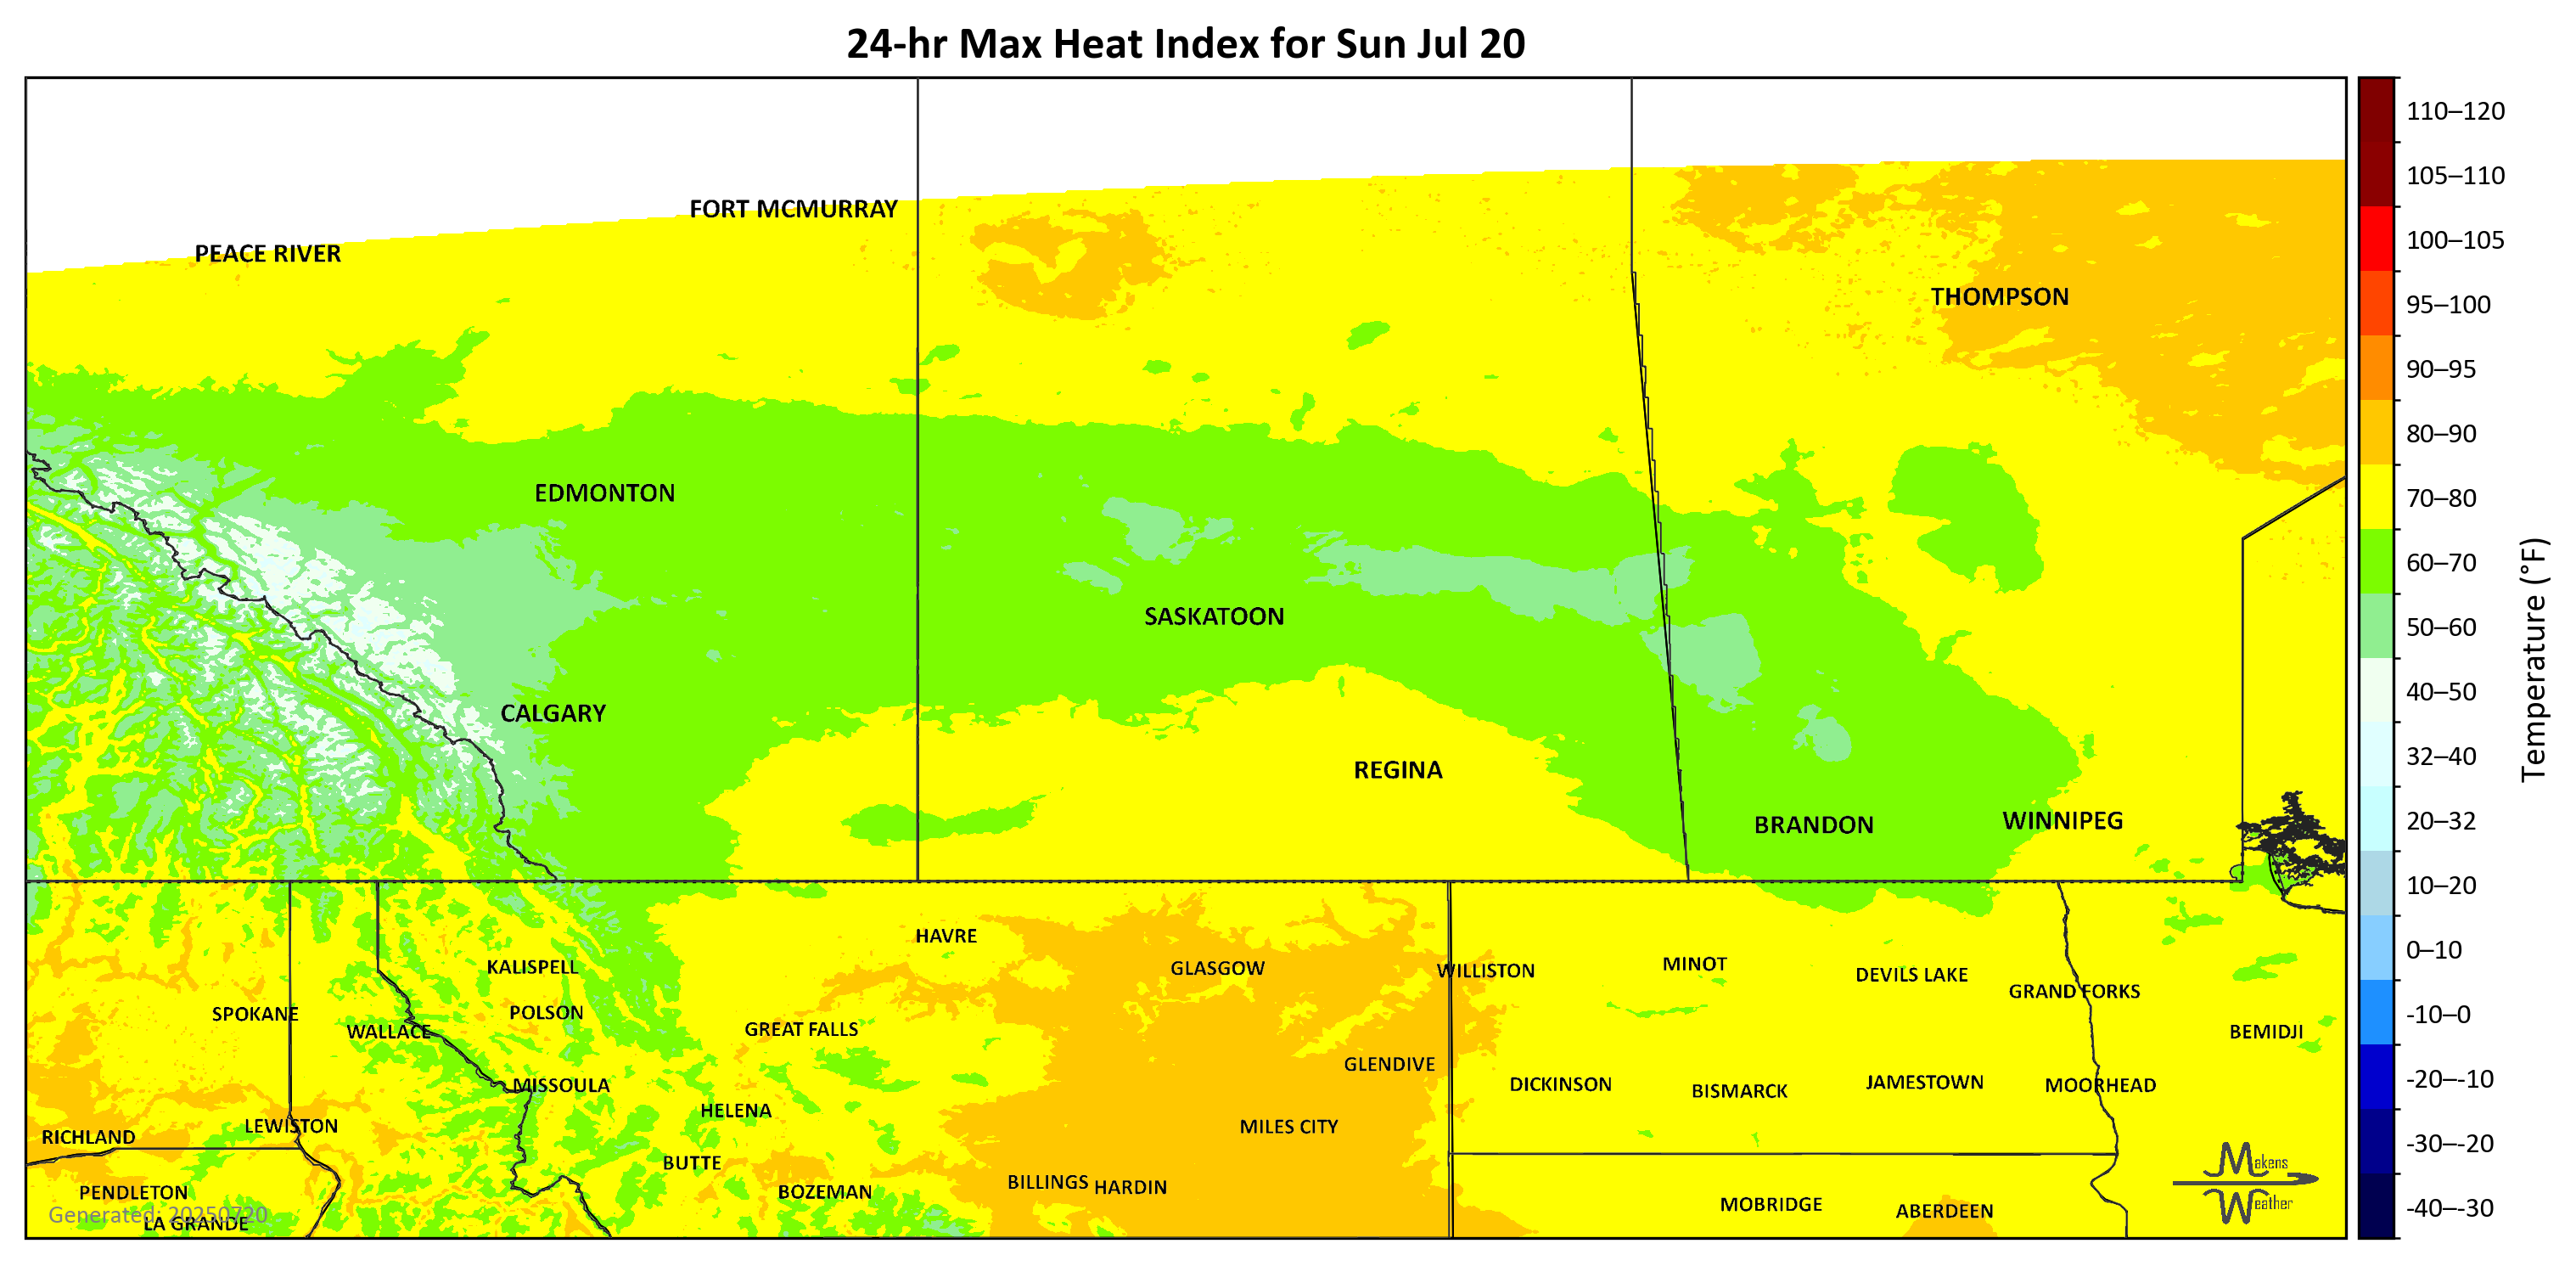 24-hr Max Heat Index for Sun Jul 20
FORT MCMURRAY
PEACE RIVER
THOMPSON
EDMONTON
SASKATOON
CALGARY
REGINA
BRANDON
WINNIPEG
HAVRE
KALISPELL
GLASGOW
WILLISTON
MINOT
DEVILS LAKE
GRAND FORKS
SPOKANE
POLSON
WALLACE
GREAT FALLS
BEMIDJI
GLENDIVE
MISSOULA
DICKINSON
BISMARCK
JAMESTOWN
MOORHEAD
HELENA
LEWISTON
MILES CITY
RICHLAND
BUTTE
PENDLETON
BOZEMAN
BILLINGS
HARDIN
MOBRIDGE
ABERDEEN
Generated: 20250720
LA GRANDE
Makens
Weather
110–120
105–110
100–105
95–100
90–95
80–90
70–80
60–70
50–60
40–50
32–40
20–32
10–20
0–10
-10–0
-20–-10
-30–-20
-40–-30
Temperature (°F)